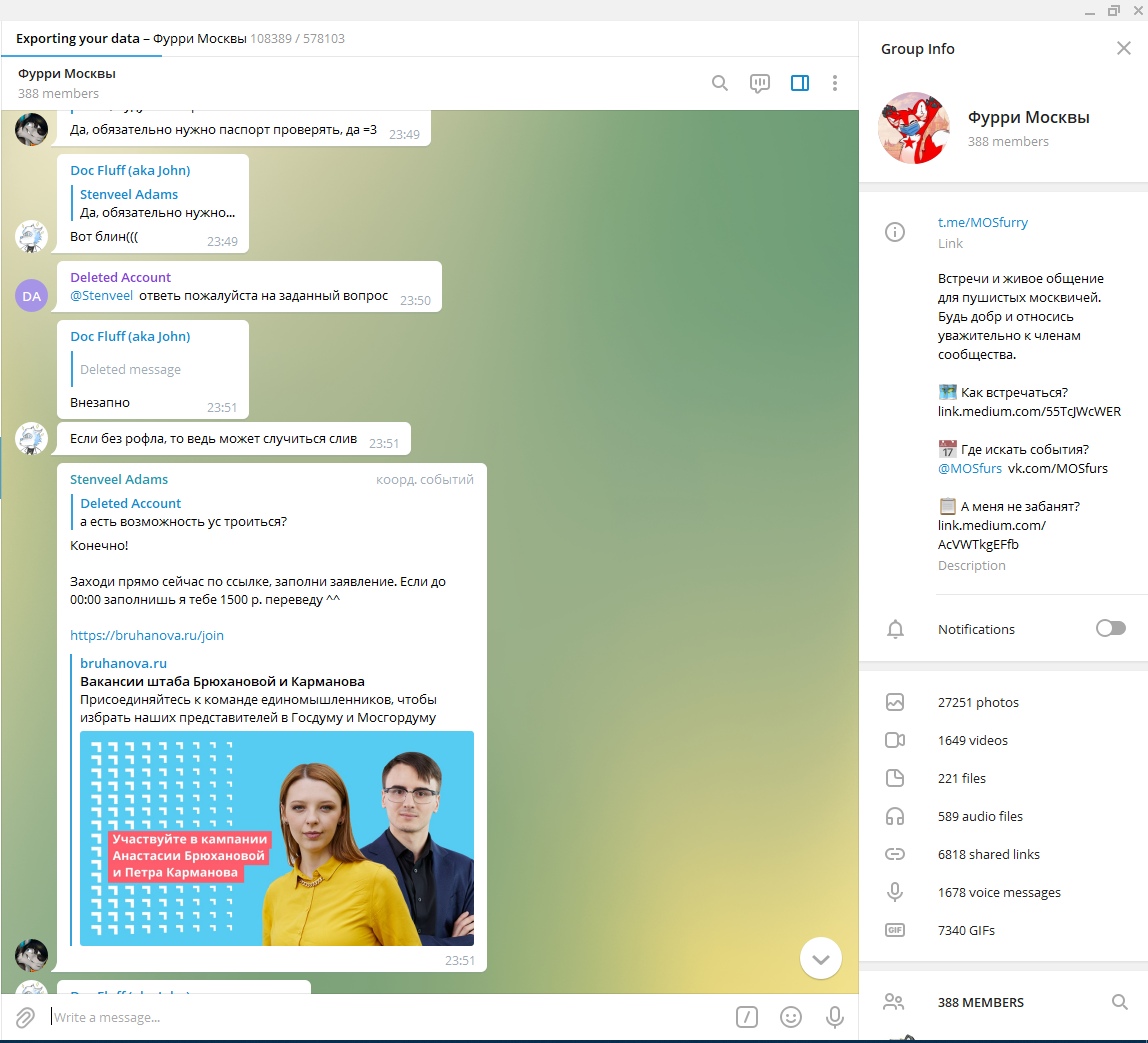 Exporting your data – Фурри Москвы 108389 / 578103
Фурри Москвы
388 members
Да, обязательно нужно паспорт проверять, да =3 23:49
Doc Fluff (aka John)
Stenveel Adams
Да, обязательно нужно...
Вот блин((( 23:49
DA
Deleted Account
@Stenveel ответь пожалуйста на заданный вопрос 23:50
Doc Fluff (aka John)
Deleted message
Внезапно 23:51
Если без рофла, то ведь может случиться слив 23:51
Stenveel Adams коорд. событий
Deleted Account
а есть возможность ус троиться?
Конечно!
Заходи прямо сейчас по ссылке, заполни заявление. Если до
00:00 заполнишь я тебе 1500 р. переведу ^^
https://bruhanova.ru/join
bruhanova.ru
Вакансии штаба Брюхановой и Карманова
Присоединяйтесь к команде единомышленников, чтобы
избрать наших представителей в Госдуму и Мосгордуму
Участвуйте в кампании
Анастасии Брюхановой
и Петра Карманова
23:51
Write a message...
Group Info
Фурри Москвы
388 members
t.me/MOSfurry
Link
Встречи и живое общение
для пушистых москвичей.
Будь добр и относись
уважительно к членам
сообщества.
Как встречаться?
link.medium.com/55TcJWcWER
17 Где искать события?
@MOSfurs vk.com/MOSfurs
А меня не забанят?
link.medium.com/
AcVWTkgEFfb
Description
Notifications
27251 photos
1649 videos
221 files
589 audio files
6818 shared links
1678 voice messages
GIF 7340 GIFs
388 MEMBERS